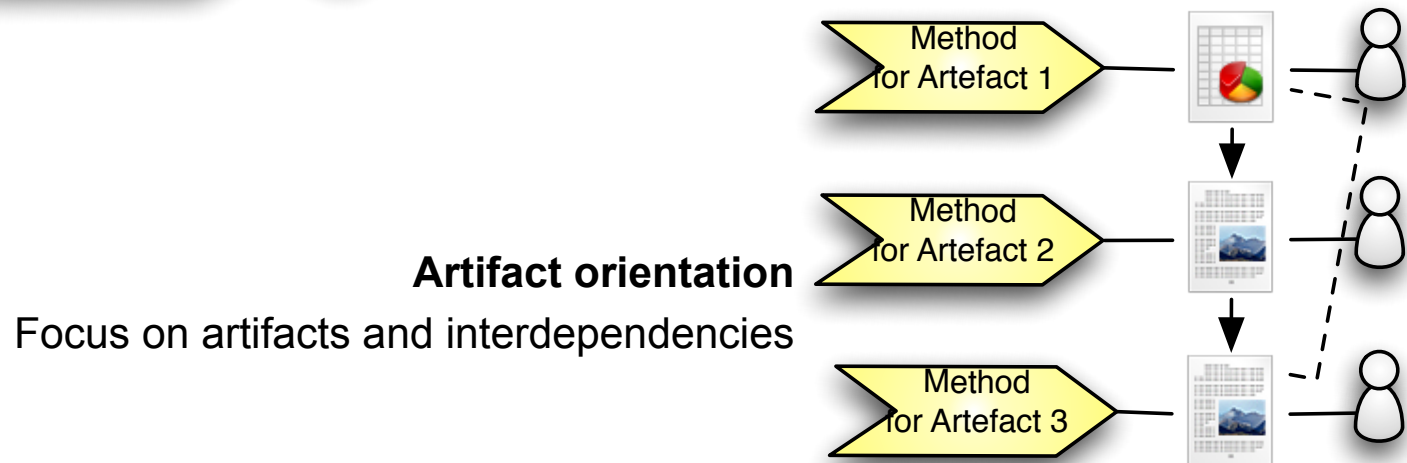 Method
for Artefact 1
Method
for Artefact 2
Artifact orientation
Focus on artifacts and interdependencies
Method
for Artefact 3